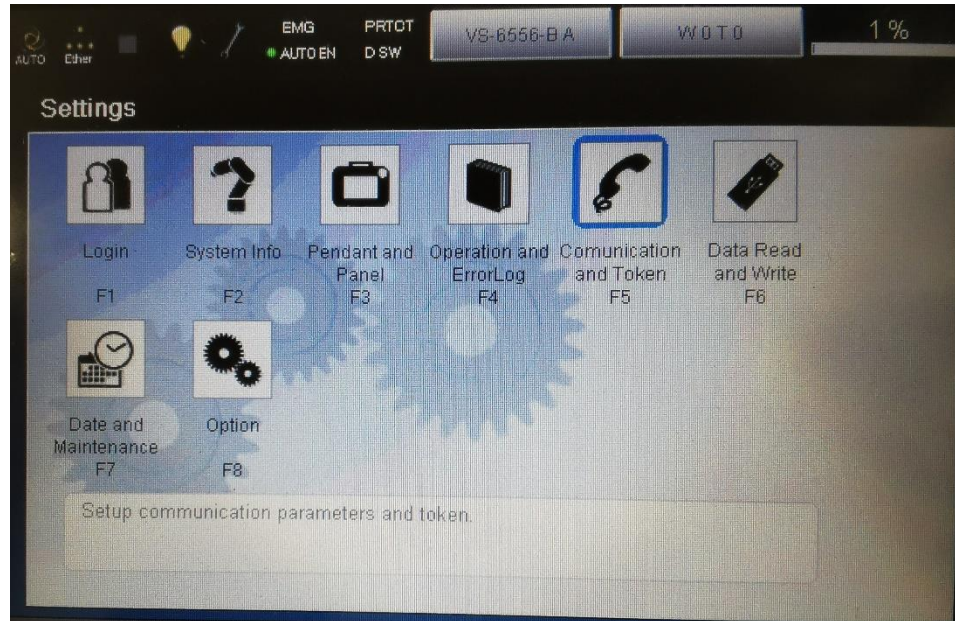 EMG PRTCT VS-6556-B A W 0 T 0 1 %
AUTO Ether AUTO EN D SW
Settings
Login System Info Pendant and Panel Operation and ErrorLog Comunication and Token Data Read and Write
F1 F2 F3 F4 F5 F6
Date and Maintenance Option
F7 F8
Setup communication parameters and token.